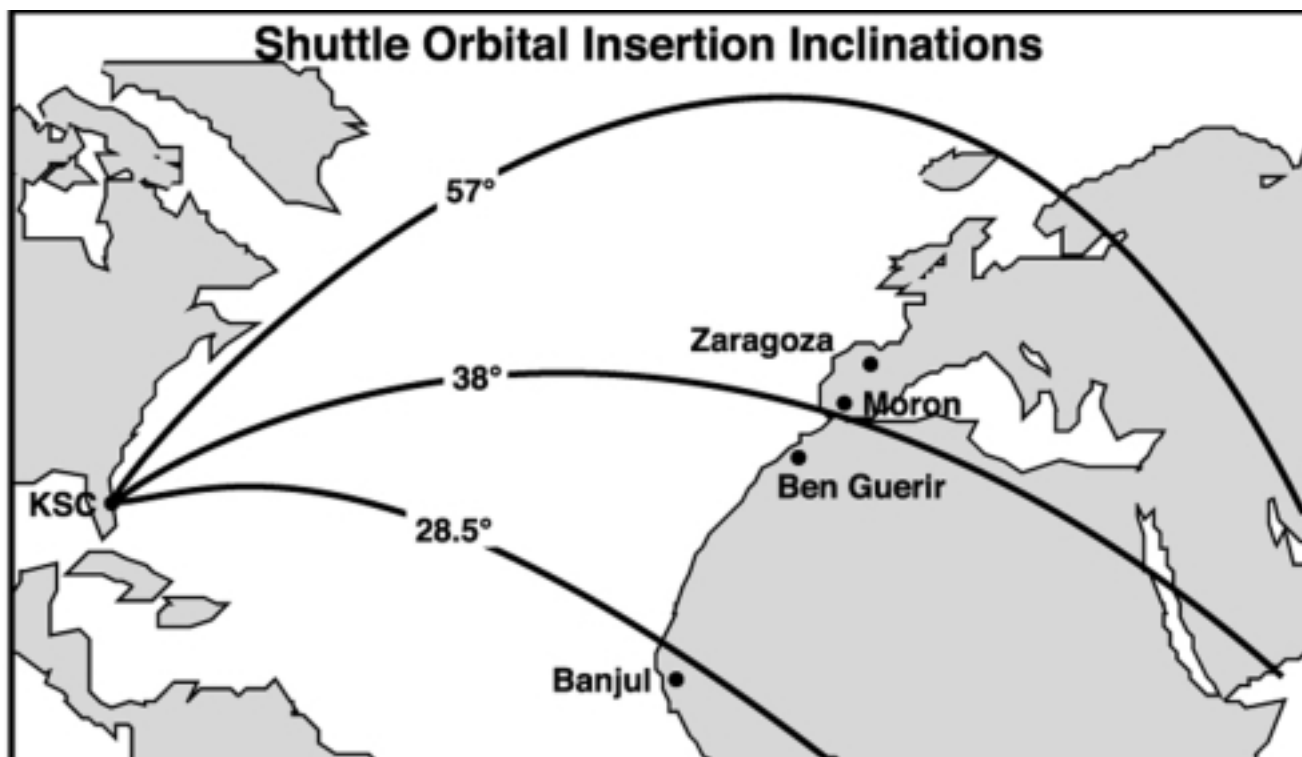 Shuttle Orbital Insertion Inclinations
57°
Zaragoza
38°
Moron
Ben Guerir
KSC
28.5°
Banjul